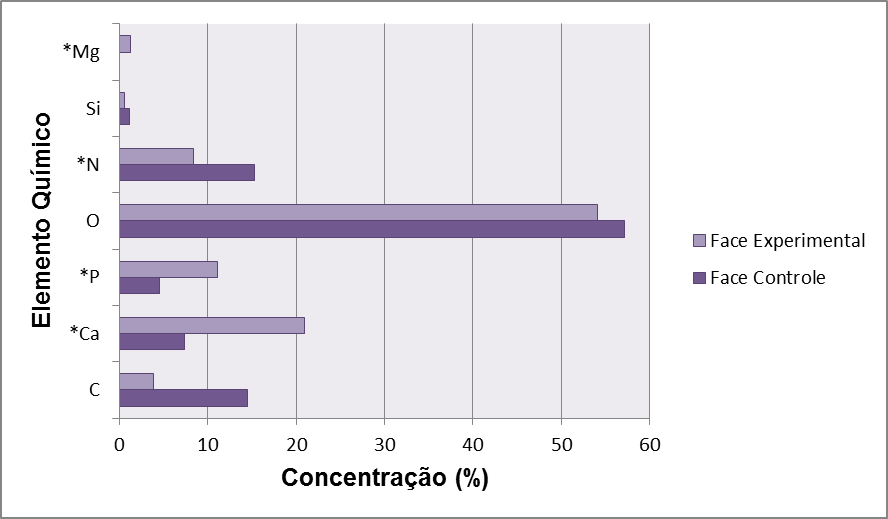 *Mg
Si
*N
O
*P
*Ca
C
Elemento Químico
0 10 20 30 40 50 60
Concentração (%)
Face Experimental
Face Controle